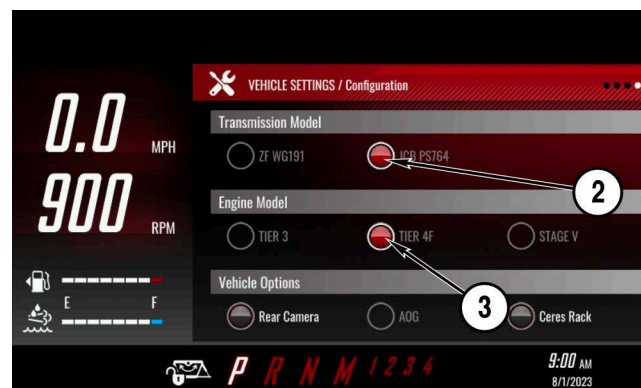 VEHICLE SETTINGS / Configuration
Transmission Model
0.0 MPH
ZF WG191 JCB PS764
2
Engine Model
900 RPM
TIER 3 TIER 4F STAGE V
Vehicle Options
3
E F
Rear Camera AOG Ceres Rack
P R N M 1 2 3 4
9:00 AM
8/1/2023